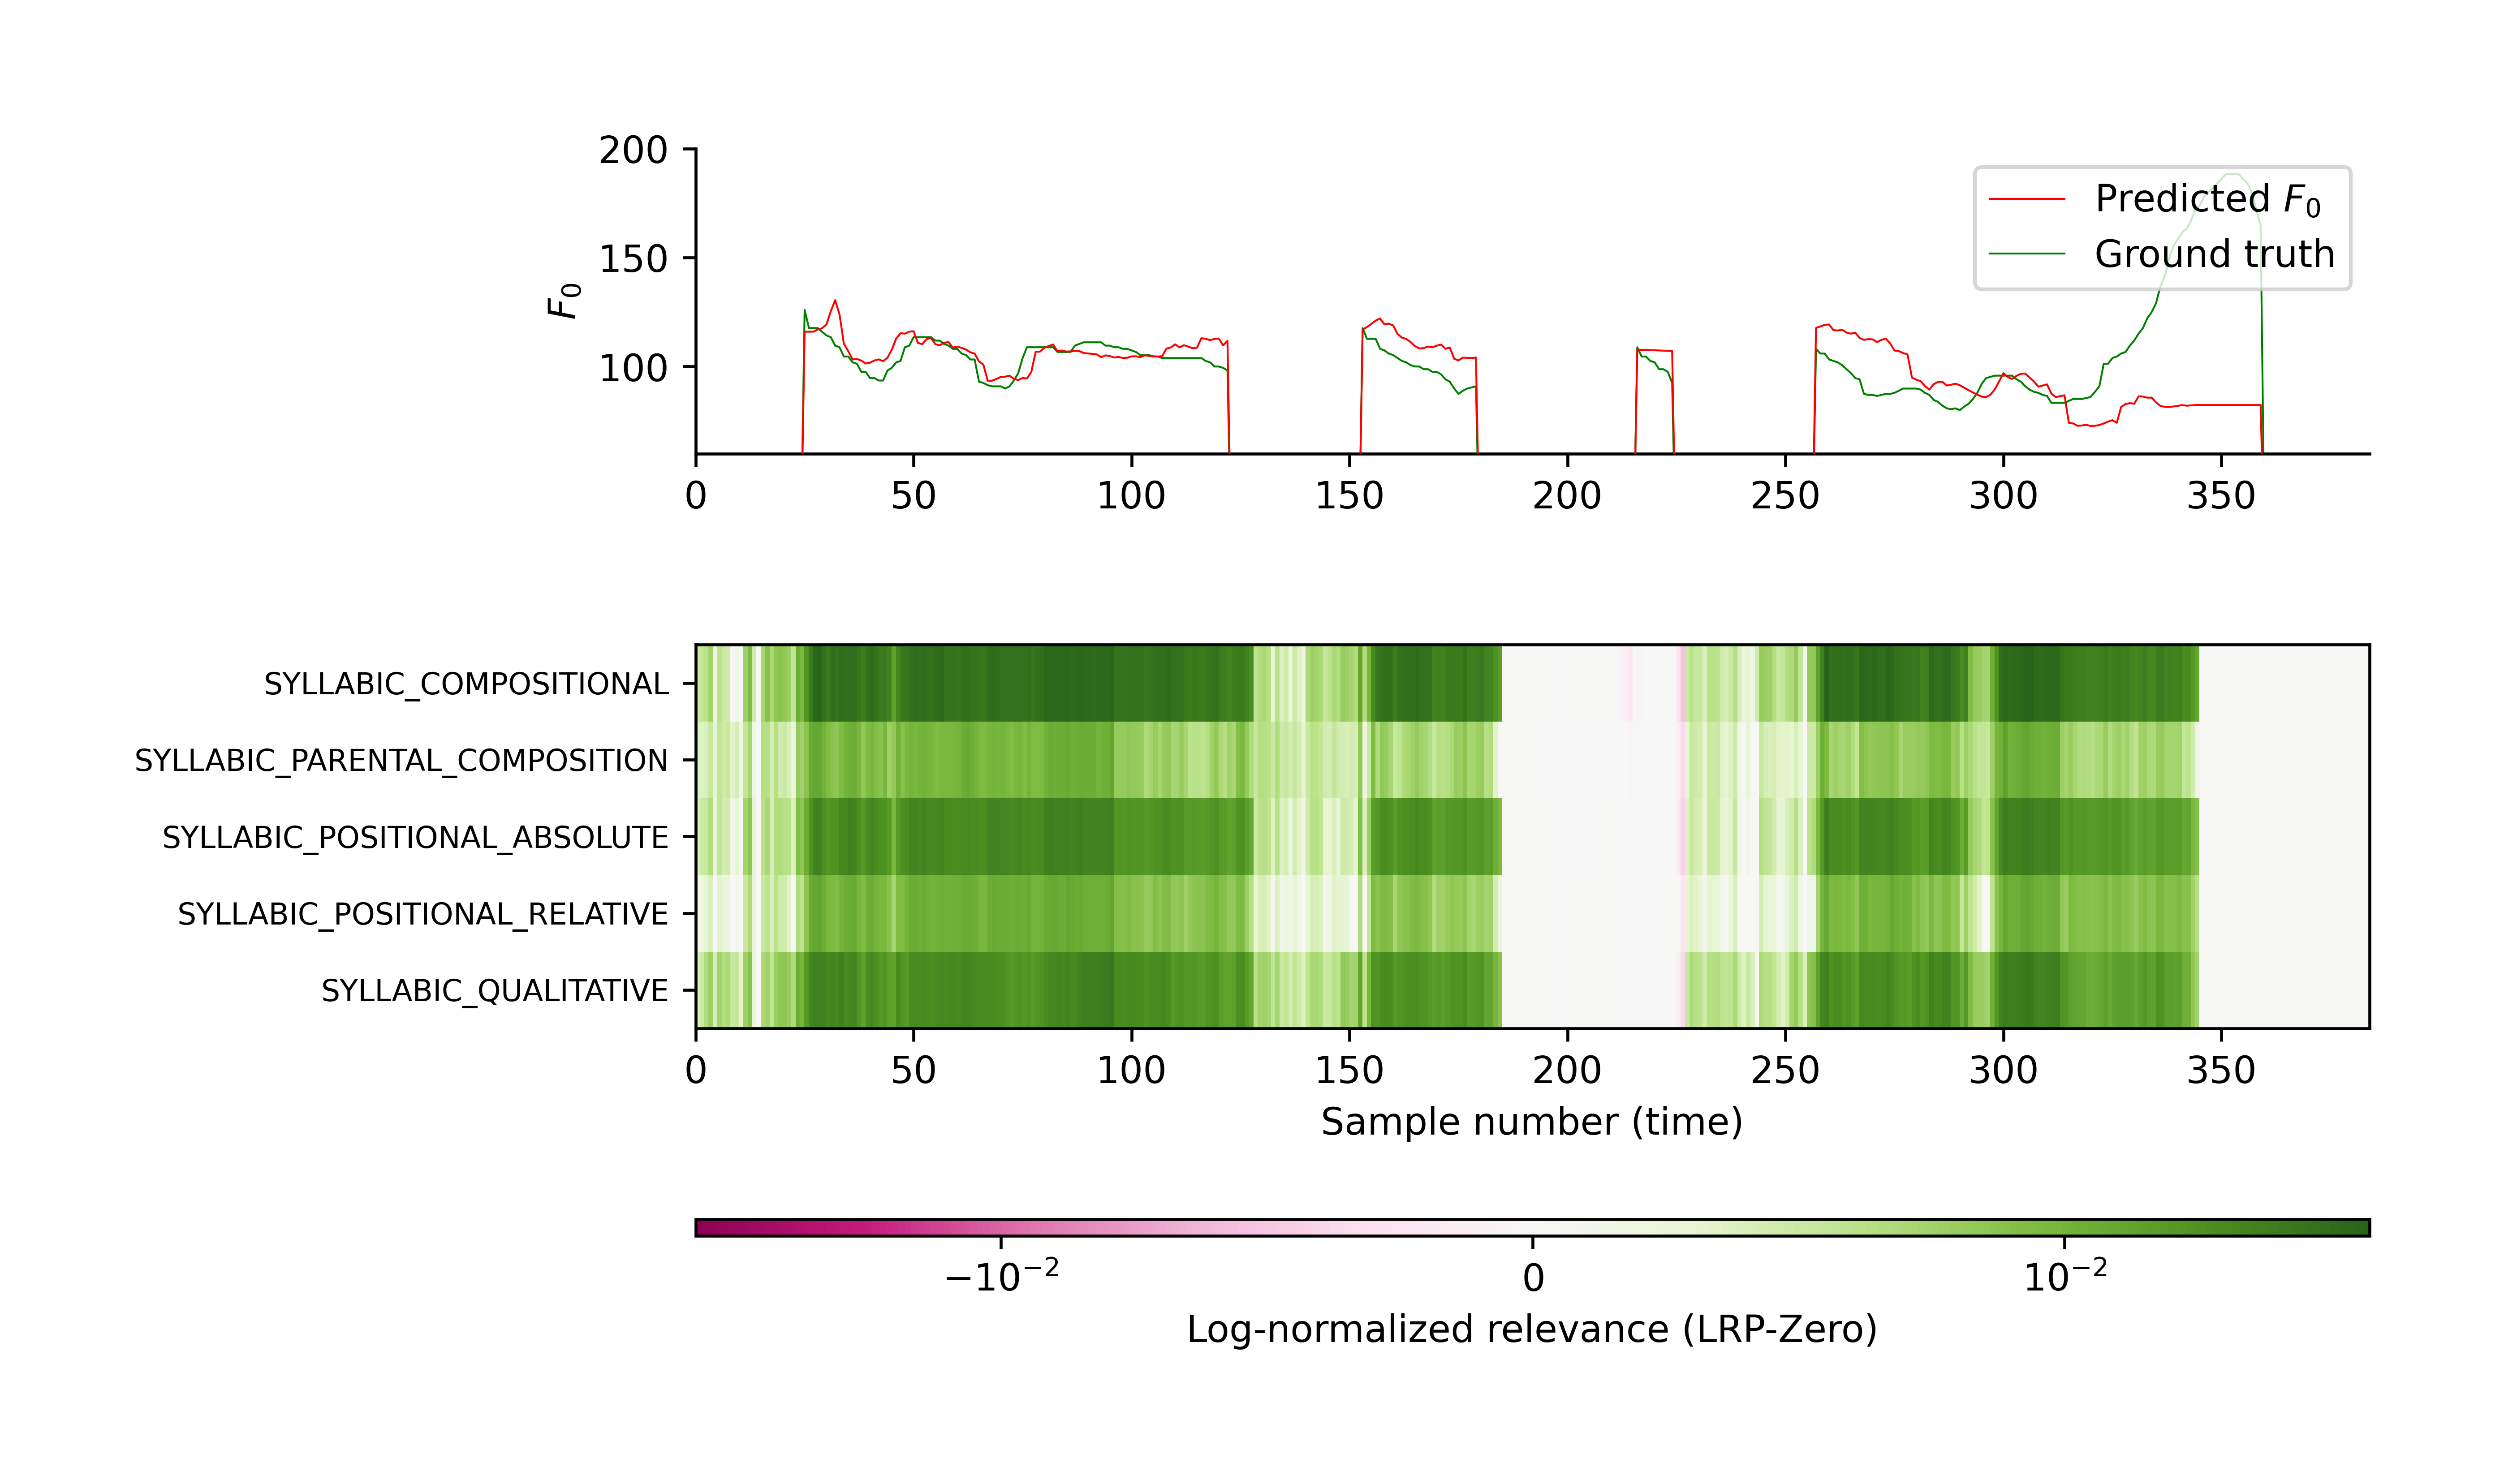 200
150
100
F0
Predicted F0
Ground truth
0 50 100 150 200 250 300 350
SYLLABIC_COMPOSITIONAL
SYLLABIC_PARENTAL_COMPOSITION
SYLLABIC_POSITIONAL_ABSOLUTE
SYLLABIC_POSITIONAL_RELATIVE
SYLLABIC_QUALITATIVE
0 50 100 150 200 250 300 350
Sample number (time)
−10⁻² 0 10⁻²
Log-normalized relevance (LRP-Zero)